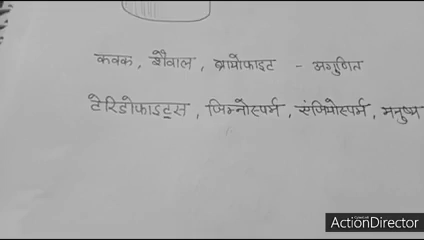 कवक, शैवाल, ब्रायोफाइट - अगुणित
टेरिडोफाइट्स, जिम्नोस्पर्म, एंजियोस्पर्म, मनुष्य
ActionDirector